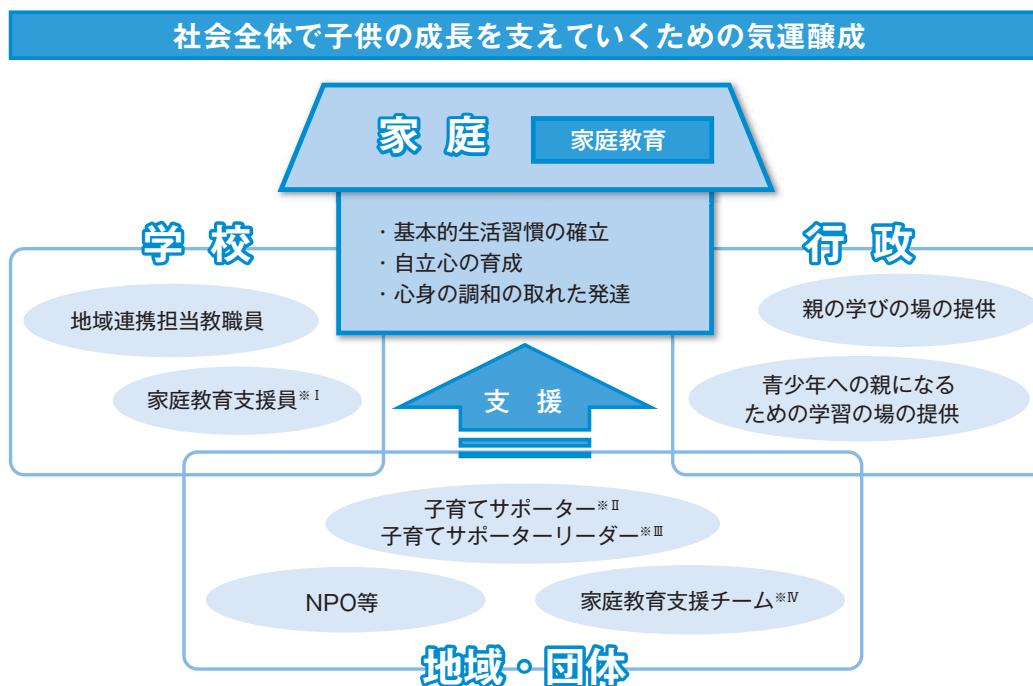 社会全体で子供の成長を支えていくための気運醸成
家庭
家庭教育
・基本的生活習慣の確立
・自立心の育成
・心身の調和の取れた発達
学校
地域連携担当教職員
家庭教育支援員※Ⅰ
行政
親の学びの場の提供
青少年への親になる
ための学習の場の提供
支援
子育てサポーター※Ⅱ
子育てサポーターリーダー※Ⅲ
NPO等
家庭教育支援チーム※Ⅳ
地域・団体